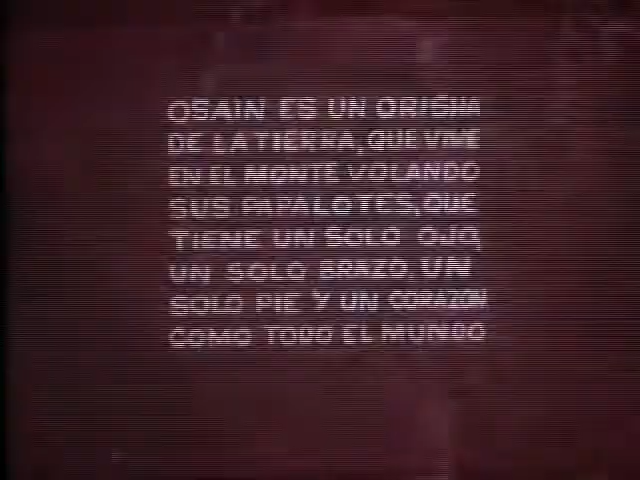 OSAIN ES UN ORISHA
DE LA TIERRA, QUE VIVE
EN EL MONTE VOLANDO
SUS PAPALOTES, QUE
TIENE UN SOLO OJO,
UN SOLO BRAZO, UN
SOLO PIE Y UN CORAZON
COMO TODO EL MUNDO